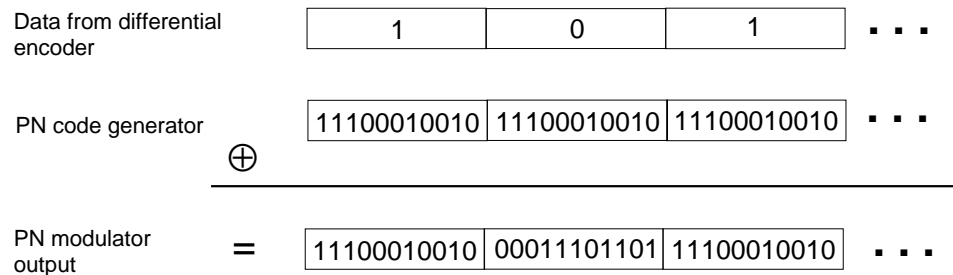 Data from differential
encoder
1 0 1 ...
PN code generator
11100010010 11100010010 11100010010 ...
⊕
PN modulator
output
= 11100010010 00011101101 11100010010 ...